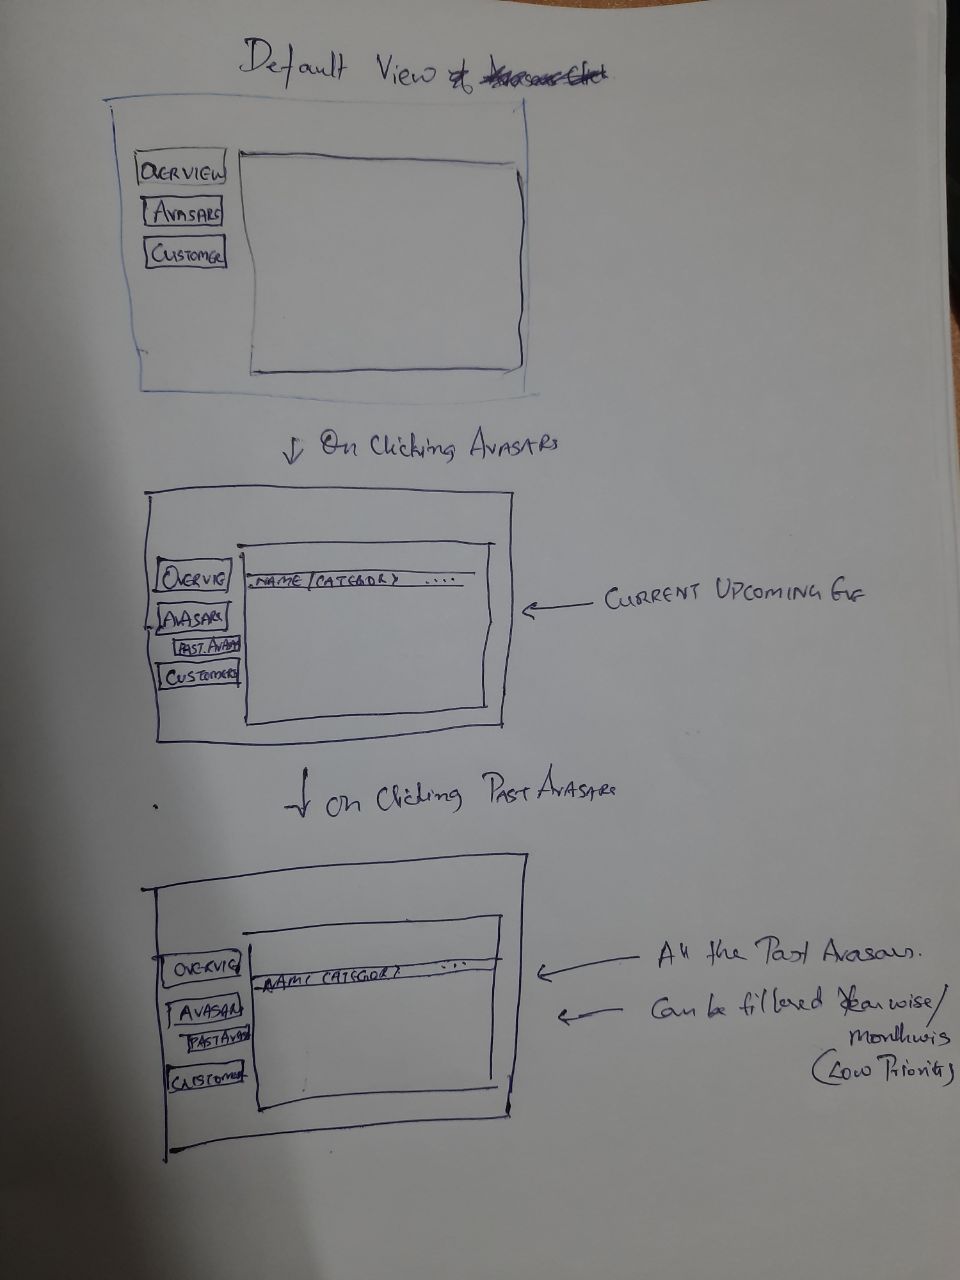 Default View
OVERVIEW
AVASARS
CUSTOMER
On Clicking AVASARS
OVERVIE
NAME / CATEGORY ....
AVASARS
PAST AVASA
CUSTOMERS
CURRENT UPCOMING EVE
On Clicking PAST AVASARS
OVERVIE
NAME CATEGORY ...
AVASAR
PAST AVAS
CUSTOMER
All the Past Avasars.
Can be filtered Yearwise/
Monthwis
(Low Priority)